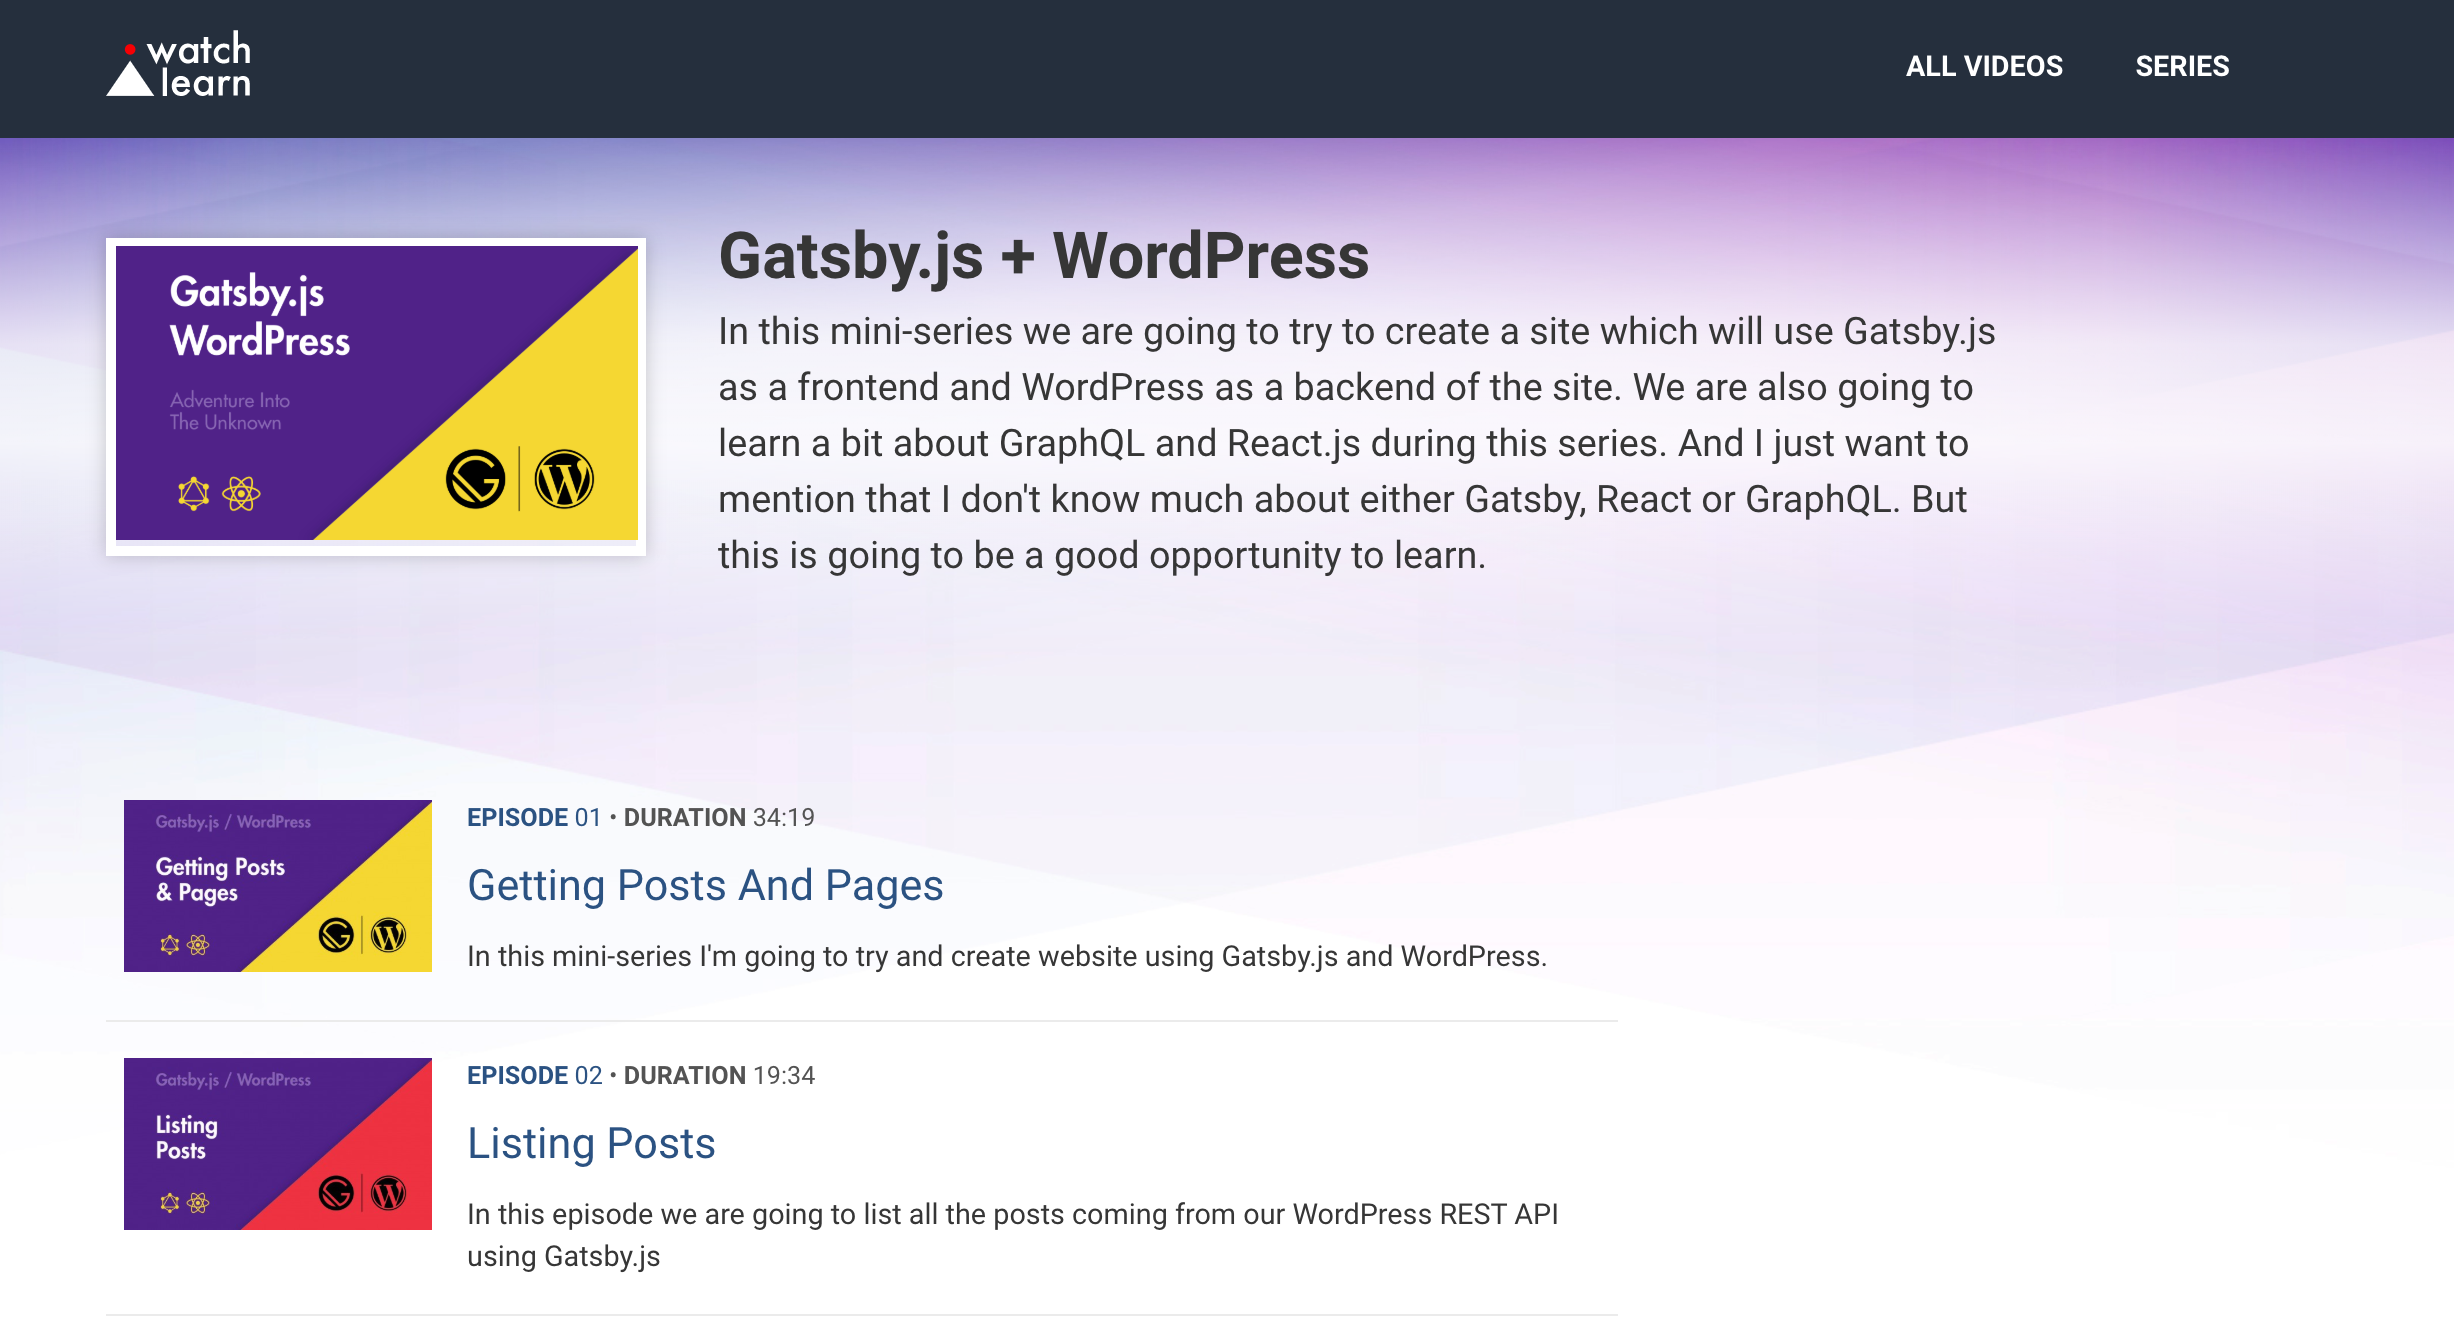 watch
learn
ALL VIDEOS
SERIES
Gatsby.js
WordPress
Adventure Into
The Unknown
Gatsby.js + WordPress
In this mini-series we are going to try to create a site which will use Gatsby.js
as a frontend and WordPress as a backend of the site. We are also going to
learn a bit about GraphQL and React.js during this series. And I just want to
mention that I don't know much about either Gatsby, React or GraphQL. But
this is going to be a good opportunity to learn.
Gatsby.js / WordPress
Getting Posts
& Pages
EPISODE 01 • DURATION 34:19
Getting Posts And Pages
In this mini-series I'm going to try and create website using Gatsby.js and WordPress.
Gatsby.js / WordPress
Listing
Posts
EPISODE 02 • DURATION 19:34
Listing Posts
In this episode we are going to list all the posts coming from our WordPress REST API
using Gatsby.js